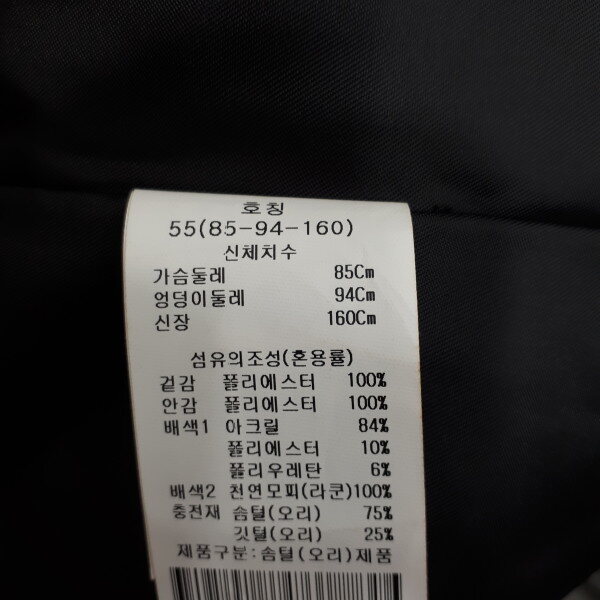 호칭
55(85-94-160)
신체치수
가슴둘레 85Cm
엉덩이둘레 94Cm
신장 160Cm
섬유의조성(혼용률)
겉감 폴리에스터 100%
안감 폴리에스터 100%
배색1 아크릴 84%
폴리에스터 10%
폴리우레탄 6%
배색2 천연모피(라쿤)100%
충전재 솜털(오리) 75%
깃털(오리) 25%
제품구분:솜털(오리)제품